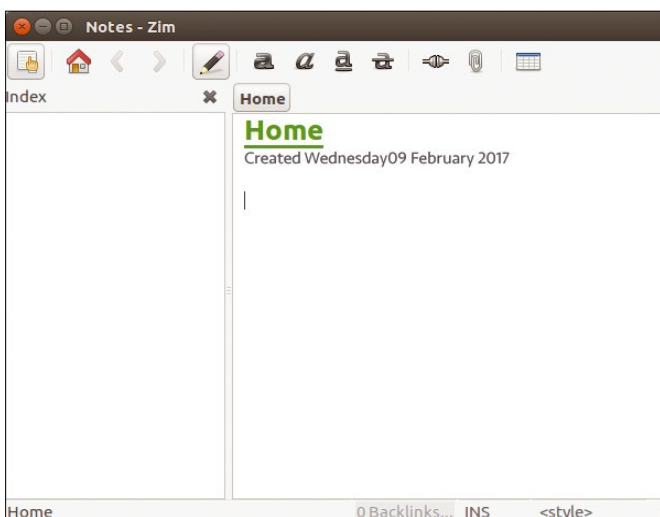 Notes - Zim
a a a a
Index
Home
Home
Created Wednesday09 February 2017
Home
0 Backlinks... INS <style>